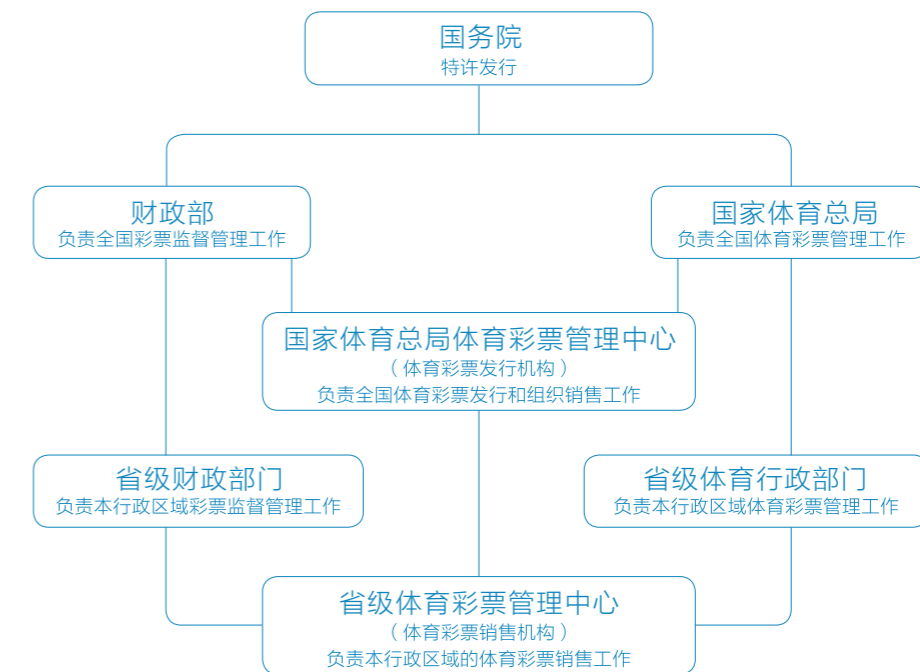 国务院
特许发行
财政部
负责全国彩票监督管理工作
国家体育总局
负责全国体育彩票管理工作
国家体育总局体育彩票管理中心
（体育彩票发行机构）
负责全国体育彩票发行和组织销售工作
省级财政部门
负责本行政区域彩票监督管理工作
省级体育行政部门
负责本行政区域体育彩票管理工作
省级体育彩票管理中心
（体育彩票销售机构）
负责本行政区域的体育彩票销售工作